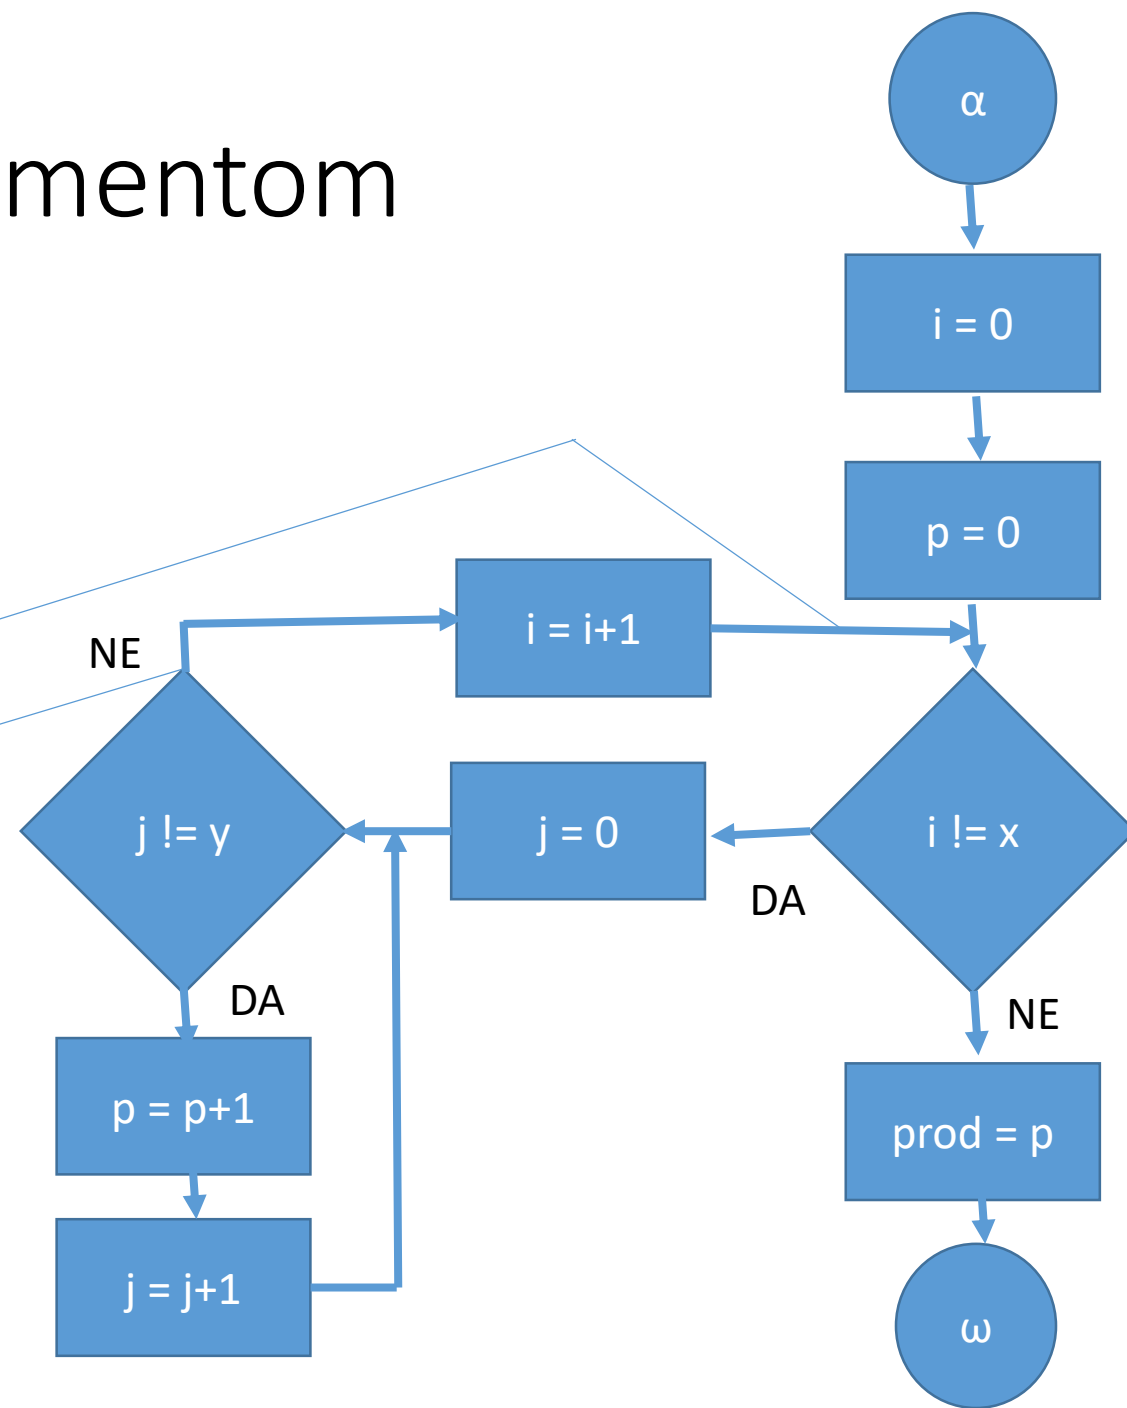 mentom
α
i = 0
p = 0
i = i+1
NE
j != y
j = 0
i != x
DA
DA
NE
p = p+1
prod = p
j = j+1
ω